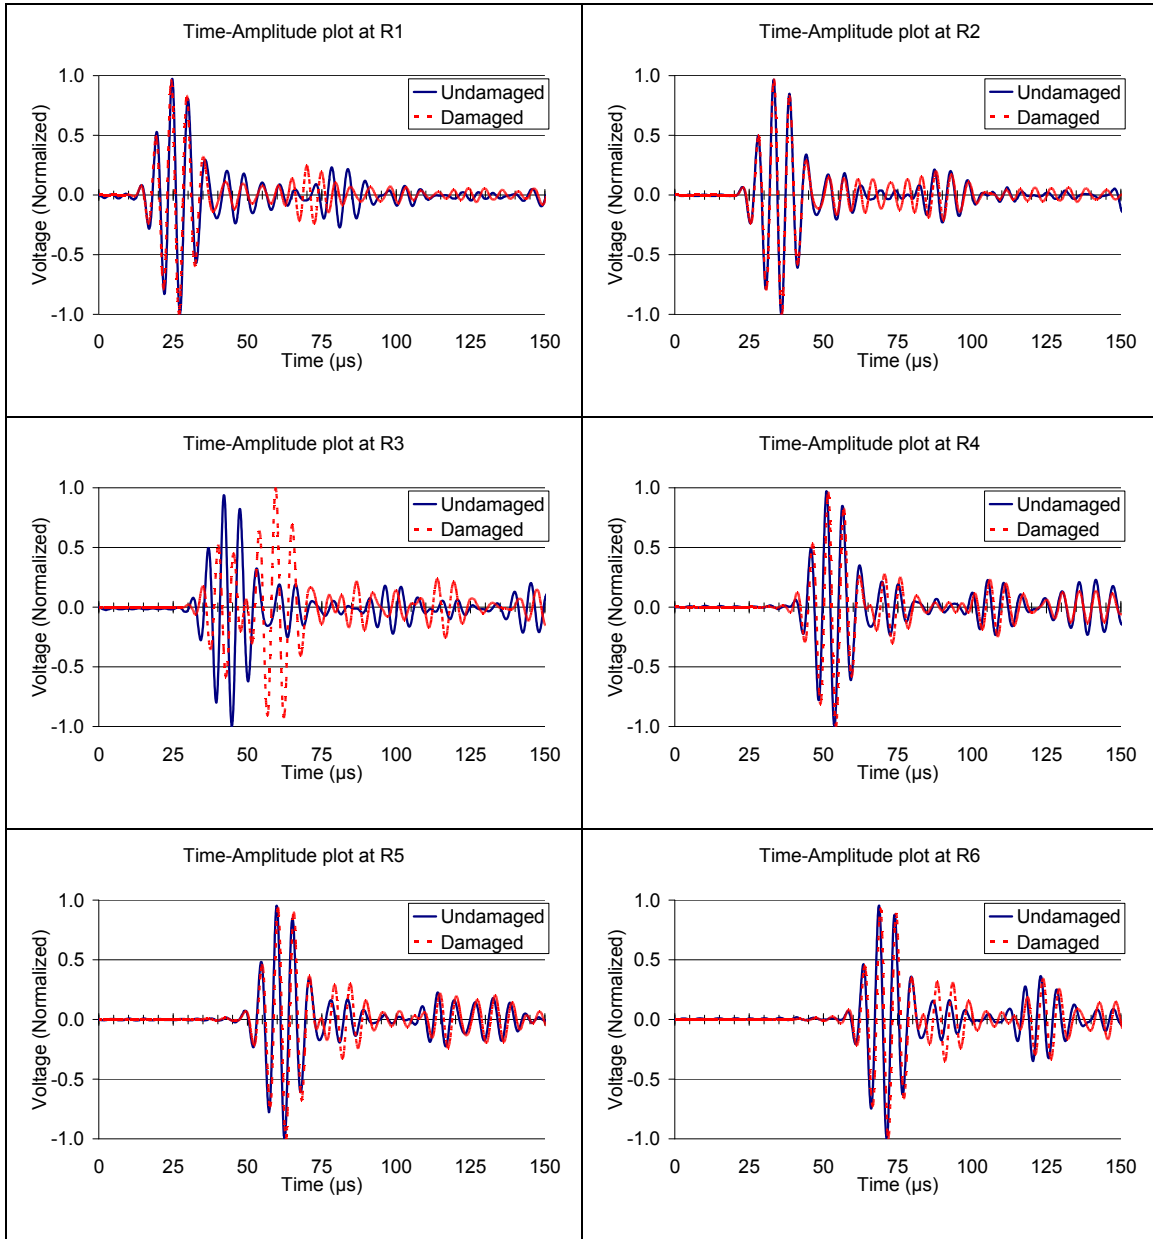 Time-Amplitude plot at R1
Voltage (Normalized)
1.0
0.5
0.0
-0.5
-1.0
Undamaged
Damaged
0 25 50 75 100 125 150
Time (µs)
Time-Amplitude plot at R2
Voltage (Normalized)
1.0
0.5
0.0
-0.5
-1.0
Undamaged
Damaged
0 25 50 75 100 125 150
Time (µs)
Time-Amplitude plot at R3
Voltage (Normalized)
1.0
0.5
0.0
-0.5
-1.0
Undamaged
Damaged
0 25 50 75 100 125 150
Time (µs)
Time-Amplitude plot at R4
Voltage (Normalized)
1.0
0.5
0.0
-0.5
-1.0
Undamaged
Damaged
0 25 50 75 100 125 150
Time (µs)
Time-Amplitude plot at R5
Voltage (Normalized)
1.0
0.5
0.0
-0.5
-1.0
Undamaged
Damaged
0 25 50 75 100 125 150
Time (µs)
Time-Amplitude plot at R6
Voltage (Normalized)
1.0
0.5
0.0
-0.5
-1.0
Undamaged
Damaged
0 25 50 75 100 125 150
Time (µs)